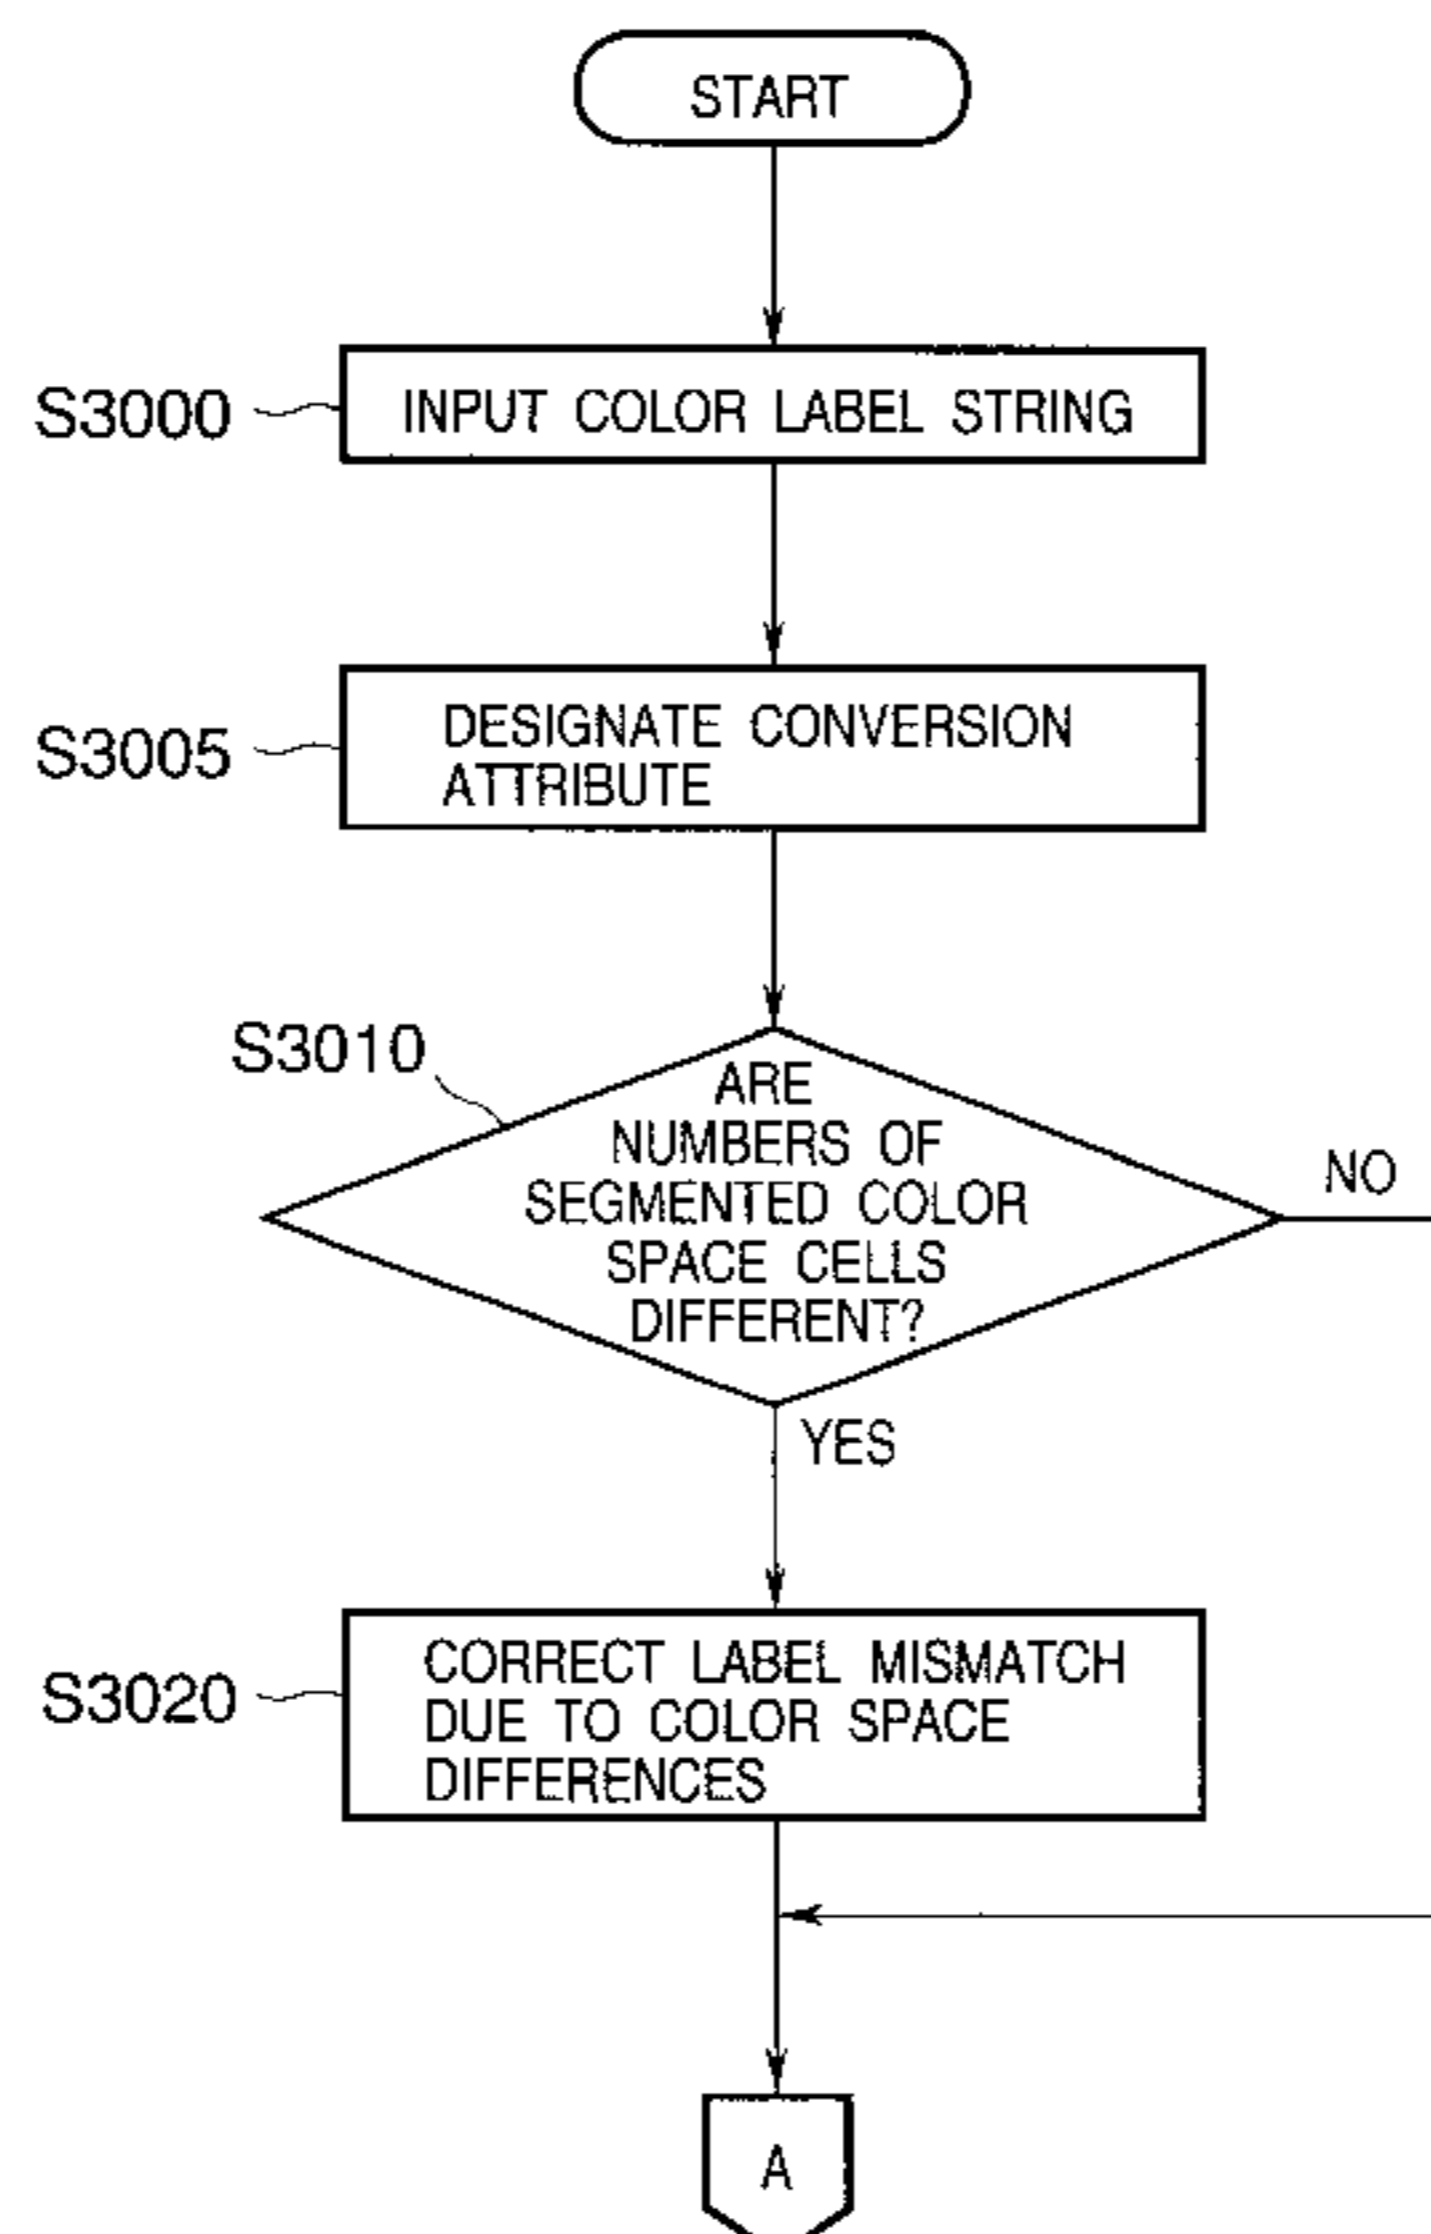 START
S3000
INPUT COLOR LABEL STRING
S3005
DESIGNATE CONVERSION
ATTRIBUTE
S3010
ARE
NUMBERS OF
SEGMENTED COLOR
SPACE CELLS
DIFFERENT?
NO
YES
S3020
CORRECT LABEL MISMATCH
DUE TO COLOR SPACE
DIFFERENCES
A